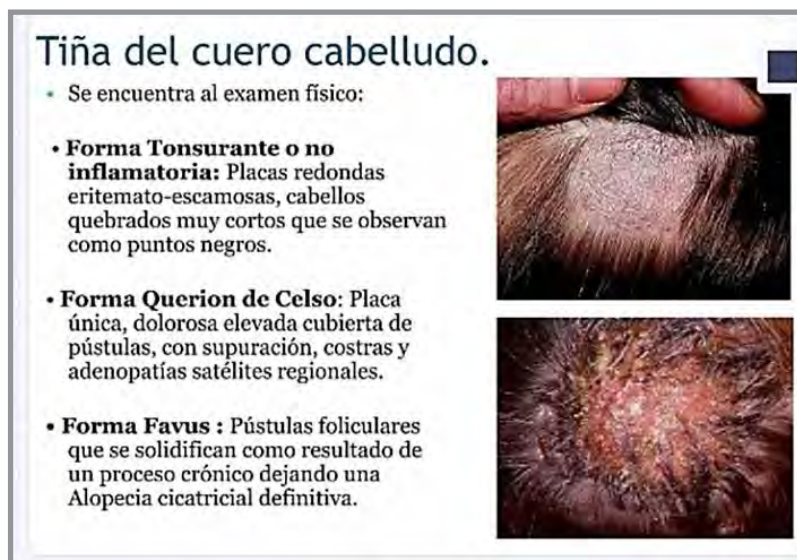 Tiña del cuero cabelludo.
• Se encuentra al examen físico:
• Forma Tonsurante o no
inflamatoria: Placas redondas
eritemato-escamosas, cabellos
quebrados muy cortos que se observan
como puntos negros.
• Forma Querion de Celso: Placa
única, dolorosa elevada cubierta de
pústulas, con supuración, costras y
adenopatías satélites regionales.
• Forma Favus : Pústulas foliculares
que se solidifican como resultado de
un proceso crónico dejando una
Alopecia cicatricial definitiva.